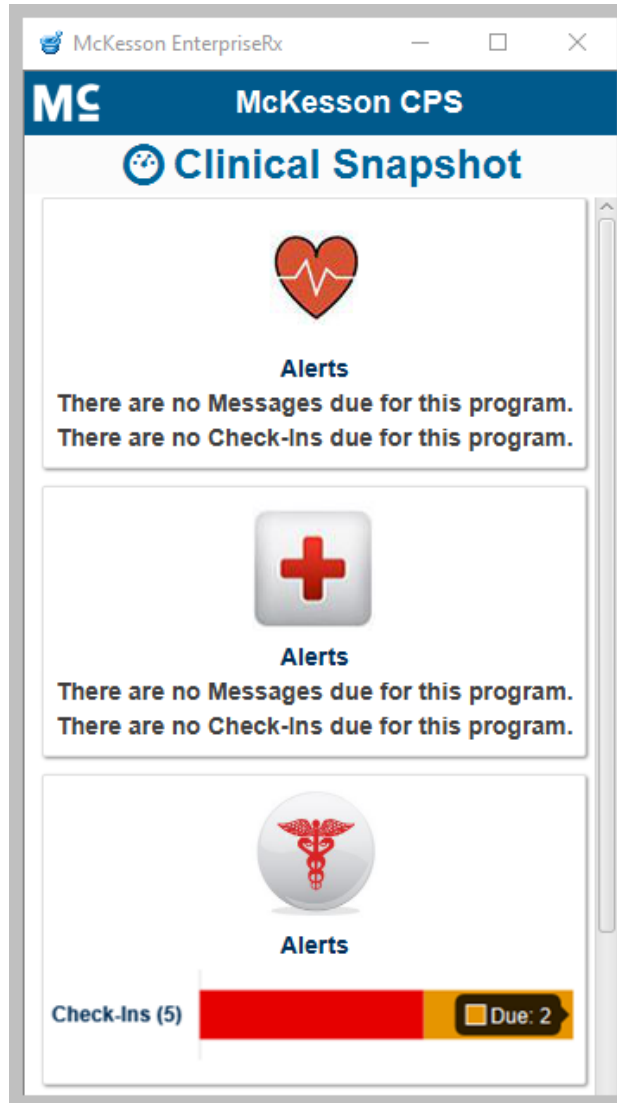 McKesson EnterpriseRx
McKesson CPS
Clinical Snapshot
Alerts
There are no Messages due for this program.
There are no Check-Ins due for this program.
Alerts
There are no Messages due for this program.
There are no Check-Ins due for this program.
Alerts
Check-Ins (5)
Due: 2